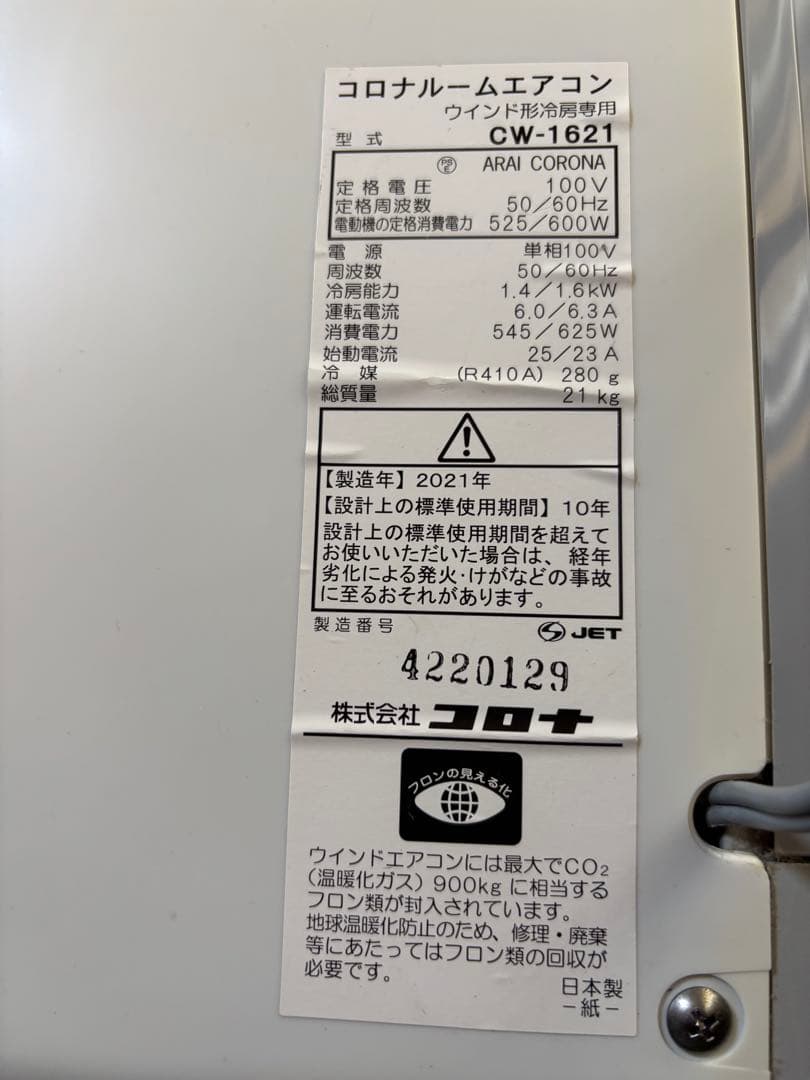 コロナルームエアコン
ウインド形冷房専用
型式 CW-1621
PSE ARAI CORONA
定格電圧 100V
定格周波数 50/60Hz
電動機の定格消費電力 525/600W
電源 単相100V
周波数 50/60Hz
冷房能力 1.4/1.6kW
運転電流 6.0/6.3A
消費電力 545/625W
始動電流 25/23A
冷媒 (R410A) 280g
総質量 21kg
【製造年】2021年
【設計上の標準使用期間】10年
設計上の標準使用期間を超えて
お使いいただいた場合は、経年
劣化による発火・けがなどの事故
に至るおそれがあります。
製造番号 JET
4220129
株式会社コロナ
フロンの見える化
ウインドエアコンには最大でCO₂
(温暖化ガス)900kgに相当する
フロン類が封入されています。
地球温暖化防止のため、修理・廃棄
等にあたってはフロン類の回収が
必要です。
日本製
-紙-